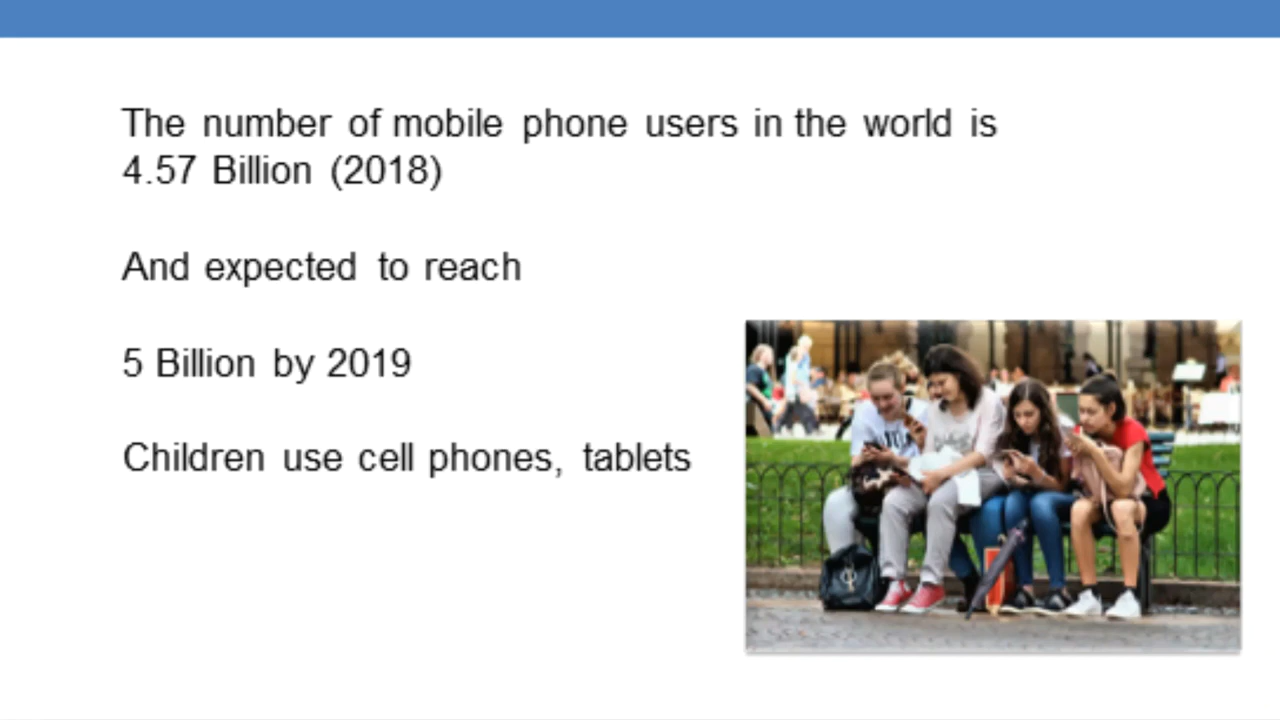 The number of mobile phone users in the world is
4.57 Billion (2018)
And expected to reach
5 Billion by 2019
Children use cell phones, tablets